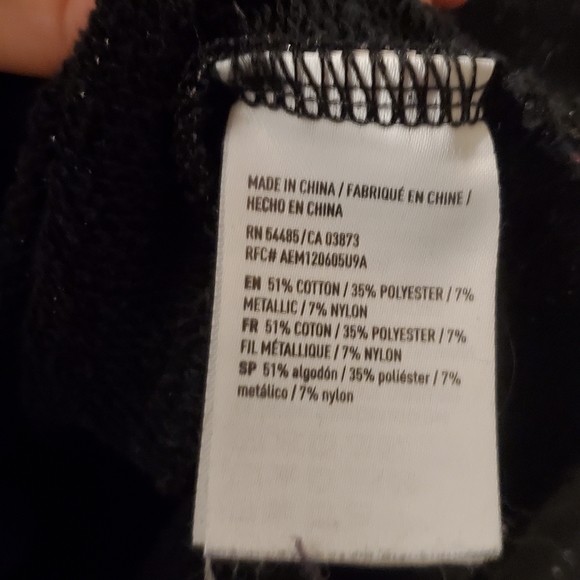 MADE IN CHINA / FABRIQUÉ EN CHINE /
HECHO EN CHINA
RN 54485/CA 03873
RFC# AEM120605U9A
EN 51% COTTON / 35% POLYESTER / 7%
METALLIC / 7% NYLON
FR 51% COTON / 35% POLYESTER / 7%
FIL MÉTALLIQUE / 7% NYLON
SP 51% algodón / 35% poliéster / 7%
metálico / 7% nylon